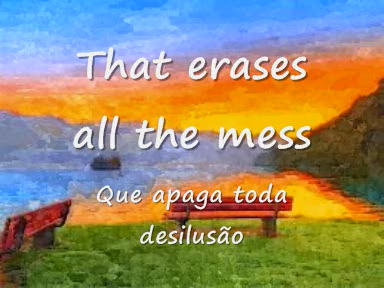 That erases
all the mess
Que apaga toda
desilusão